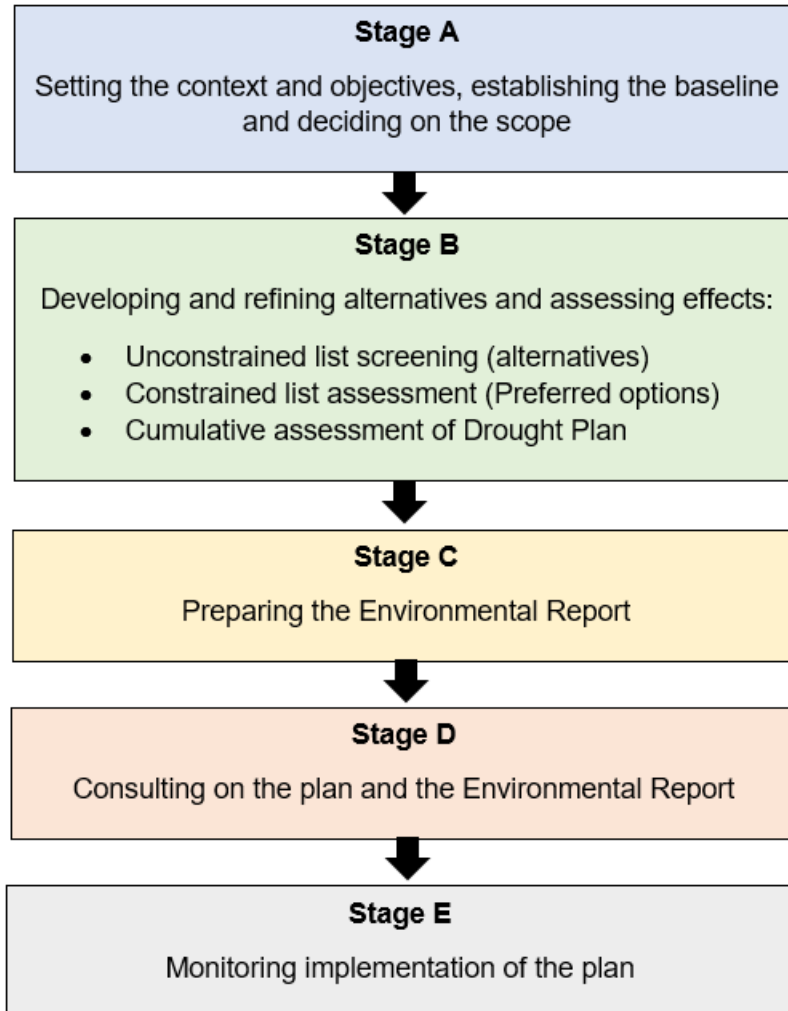 Stage A
Setting the context and objectives, establishing the baseline
and deciding on the scope
Stage B
Developing and refining alternatives and assessing effects:
• Unconstrained list screening (alternatives)
• Constrained list assessment (Preferred options)
• Cumulative assessment of Drought Plan
Stage C
Preparing the Environmental Report
Stage D
Consulting on the plan and the Environmental Report
Stage E
Monitoring implementation of the plan